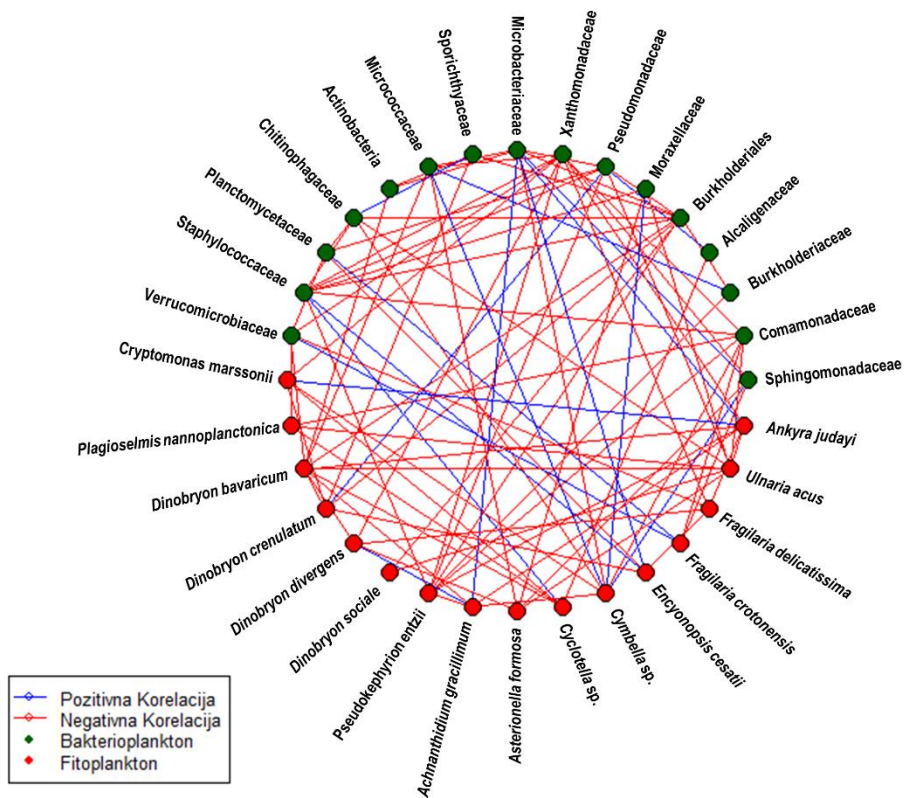 Microbacteriaceae
Xanthomonadaceae
Pseudomonadaceae
Moraxellaceae
Burkholderiales
Alcaligenaceae
Burkholderiaceae
Comamonadaceae
Sphingomonadaceae
Ankyra judayi
Ulnaria acus
Fragilaria delicatissima
Fragilaria crotonensis
Encyonopsis cesatii
Cymbella sp.
Cyclotella sp.
Asterionella formosa
Achnanthidium gracillimum
Pseudokephyrion entzii
Dinobryon sociale
Dinobryon divergens
Dinobryon crenulatum
Dinobryon bavaricum
Plagioselmis nannoplanctonica
Cryptomonas marssonii
Verrucomicrobiaceae
Staphylococcaceae
Planctomycetaceae
Chitinophagaceae
Actinobacteria
Micrococcaceae
Sporichthyaceae
Pozitivna Korelacija
Negativna Korelacija
Bakterioplankton
Fitoplankton